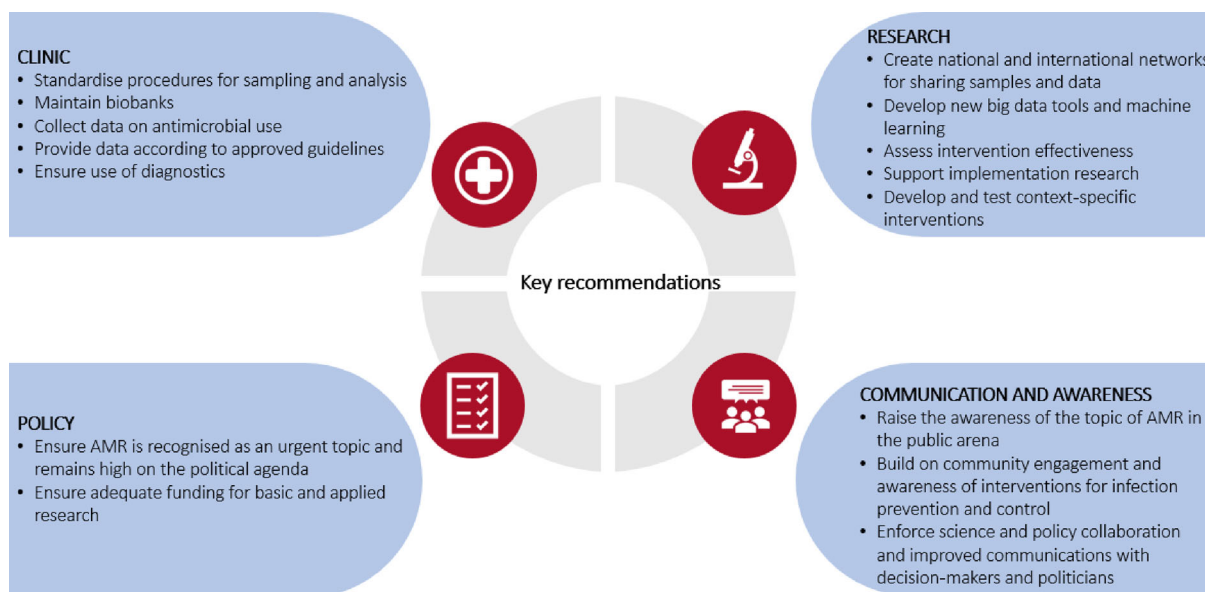 CLINIC
• Standardise procedures for sampling and analysis
• Maintain biobanks
• Collect data on antimicrobial use
• Provide data according to approved guidelines
• Ensure use of diagnostics
RESEARCH
• Create national and international networks
for sharing samples and data
• Develop new big data tools and machine
learning
• Assess intervention effectiveness
• Support implementation research
• Develop and test context-specific
interventions
Key recommendations
POLICY
• Ensure AMR is recognised as an urgent topic and
remains high on the political agenda
• Ensure adequate funding for basic and applied
research
COMMUNICATION AND AWARENESS
• Raise the awareness of the topic of AMR in
the public arena
• Build on community engagement and
awareness of interventions for infection
prevention and control
• Enforce science and policy collaboration
and improved communications with
decision-makers and politicians